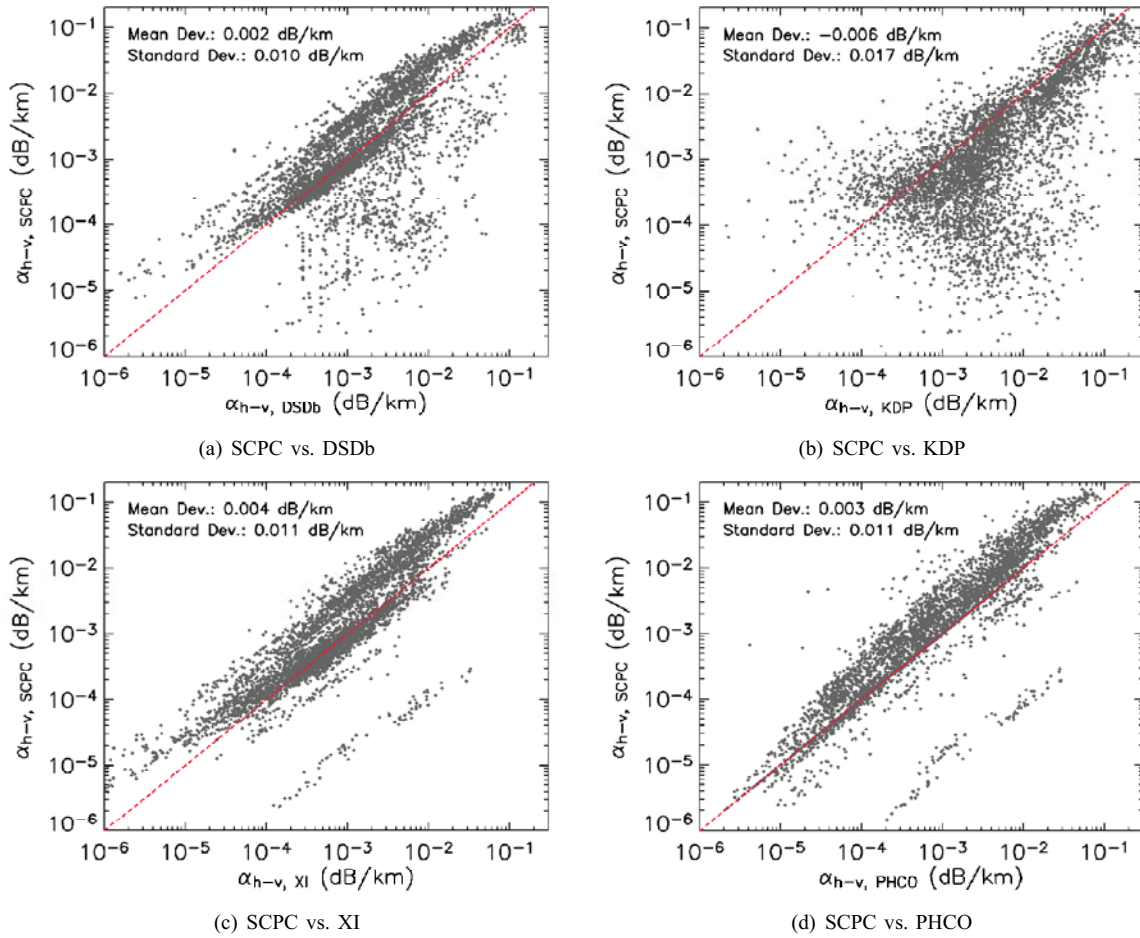 Mean Dev.: 0.002 dB/km
Standard Dev.: 0.010 dB/km
10⁻¹
10⁻²
10⁻³
10⁻⁴
10⁻⁵
10⁻⁶
αh−v, SCPC (dB/km)
10⁻⁶ 10⁻⁵ 10⁻⁴ 10⁻³ 10⁻² 10⁻¹
αh−v, DSDb (dB/km)
(a) SCPC vs. DSDb
Mean Dev.: −0.006 dB/km
Standard Dev.: 0.017 dB/km
10⁻¹
10⁻²
10⁻³
10⁻⁴
10⁻⁵
10⁻⁶
αh−v, SCPC (dB/km)
10⁻⁶ 10⁻⁵ 10⁻⁴ 10⁻³ 10⁻² 10⁻¹
αh−v, KDP (dB/km)
(b) SCPC vs. KDP
Mean Dev.: 0.004 dB/km
Standard Dev.: 0.011 dB/km
10⁻¹
10⁻²
10⁻³
10⁻⁴
10⁻⁵
10⁻⁶
αh−v, SCPC (dB/km)
10⁻⁶ 10⁻⁵ 10⁻⁴ 10⁻³ 10⁻² 10⁻¹
αh−v, XI (dB/km)
(c) SCPC vs. XI
Mean Dev.: 0.003 dB/km
Standard Dev.: 0.011 dB/km
10⁻¹
10⁻²
10⁻³
10⁻⁴
10⁻⁵
10⁻⁶
αh−v, SCPC (dB/km)
10⁻⁶ 10⁻⁵ 10⁻⁴ 10⁻³ 10⁻² 10⁻¹
αh−v, PHCO (dB/km)
(d) SCPC vs. PHCO